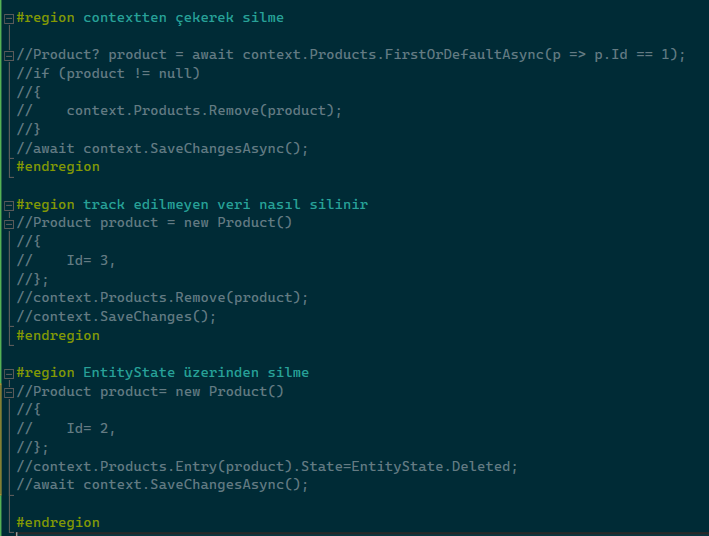 #region contextten çekerek silme
//Product? product = await context.Products.FirstOrDefaultAsync(p => p.Id == 1);
//if (product != null)
//{
//    context.Products.Remove(product);
//}
//await context.SaveChangesAsync();
#endregion
#region track edilmeyen veri nasıl silinir
//Product product = new Product()
//{
//    Id= 3,
//};
//context.Products.Remove(product);
//context.SaveChanges();
#endregion
#region EntityState üzerinden silme
//Product product= new Product()
//{
//    Id= 2,
//};
//context.Products.Entry(product).State=EntityState.Deleted;
//await context.SaveChangesAsync();
#endregion